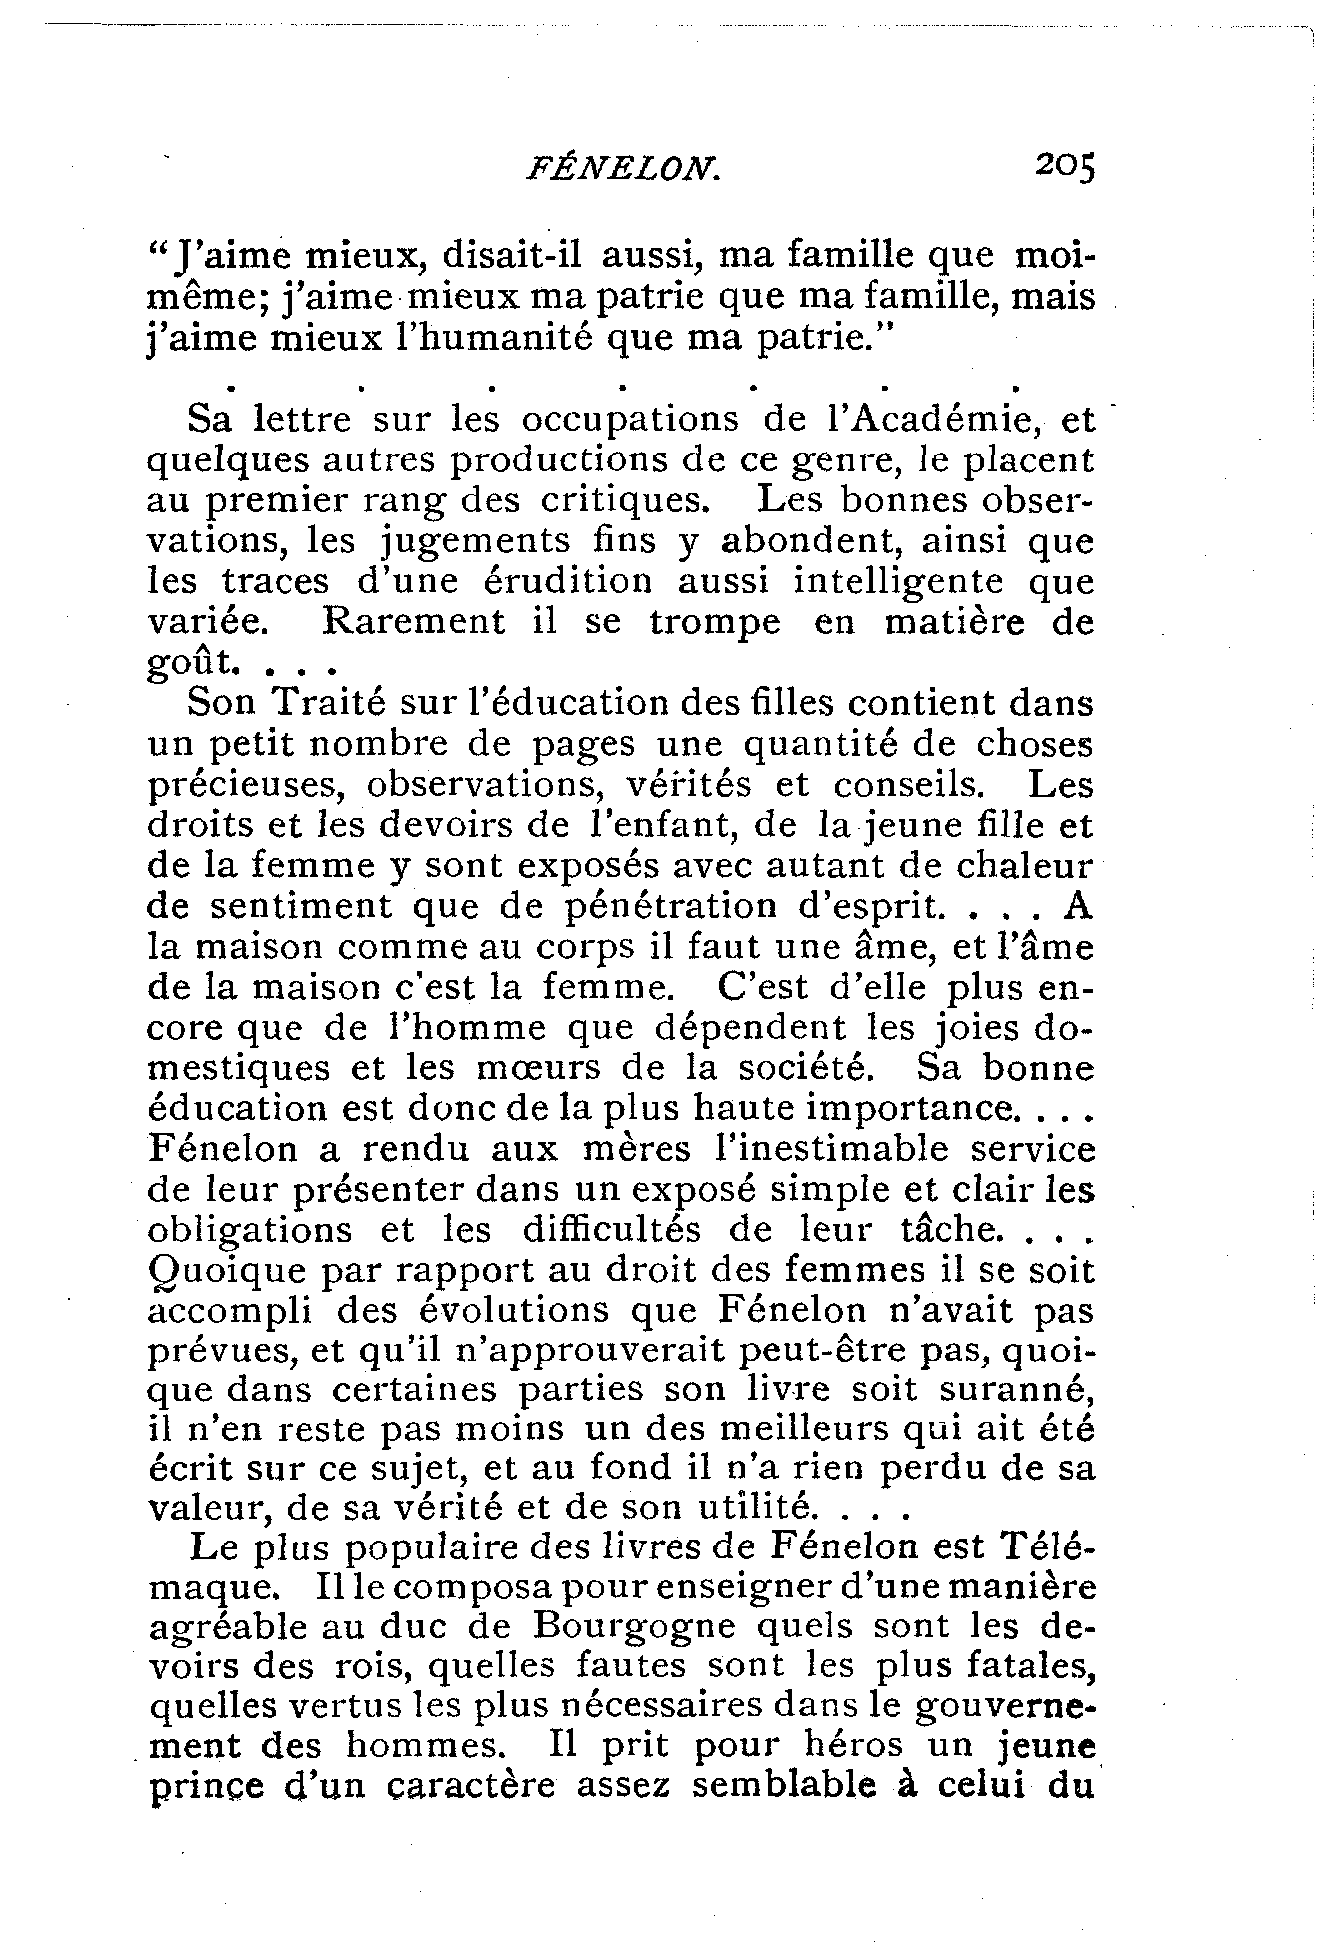 FÉNELON. 205
“J’aime mieux, disait-il aussi, ma famille que moi-
même; j’aime mieux ma patrie que ma famille, mais
j’aime mieux l’humanité que ma patrie.”
. . . . . . .
Sa lettre sur les occupations de l’Académie, et
quelques autres productions de ce genre, le placent
au premier rang des critiques. Les bonnes obser-
vations, les jugements fins y abondent, ainsi que
les traces d’une érudition aussi intelligente que
variée. Rarement il se trompe en matière de
goût. . . .
Son Traité sur l’éducation des filles contient dans
un petit nombre de pages une quantité de choses
précieuses, observations, vérités et conseils. Les
droits et les devoirs de l’enfant, de la jeune fille et
de la femme y sont exposés avec autant de chaleur
de sentiment que de pénétration d’esprit. . . . A
la maison comme au corps il faut une âme, et l’âme
de la maison c’est la femme. C’est d’elle plus en-
core que de l’homme que dépendent les joies do-
mestiques et les mœurs de la société. Sa bonne
éducation est donc de la plus haute importance. . . .
Fénelon a rendu aux mères l’inestimable service
de leur présenter dans un exposé simple et clair les
obligations et les difficultés de leur tâche. . . .
Quoique par rapport au droit des femmes il se soit
accompli des évolutions que Fénelon n’avait pas
prévues, et qu’il n’approuverait peut-être pas, quoi-
que dans certaines parties son livre soit suranné,
il n’en reste pas moins un des meilleurs qui ait été
écrit sur ce sujet, et au fond il n’a rien perdu de sa
valeur, de sa vérité et de son utilité. . . .
Le plus populaire des livres de Fénelon est Télé-
maque. Il le composa pour enseigner d’une manière
agréable au duc de Bourgogne quels sont les de-
voirs des rois, quelles fautes sont les plus fatales,
quelles vertus les plus nécessaires dans le gouverne-
ment des hommes. Il prit pour héros un jeune
prince d’un caractère assez semblable à celui du